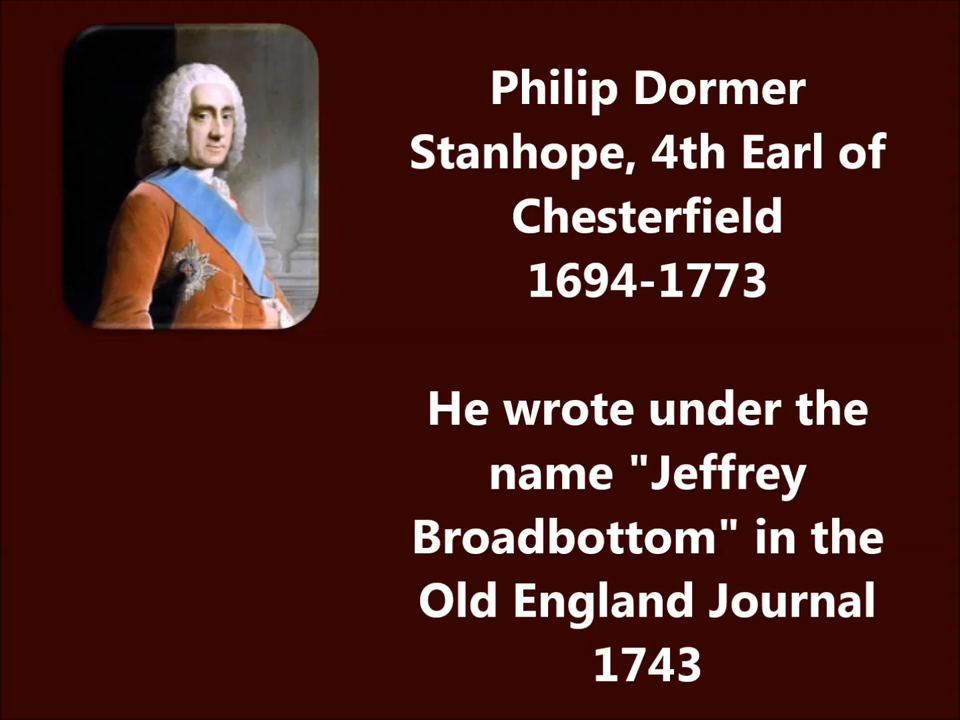 Philip Dormer
Stanhope, 4th Earl of
Chesterfield
1694-1773
He wrote under the
name "Jeffrey
Broadbottom" in the
Old England Journal
1743